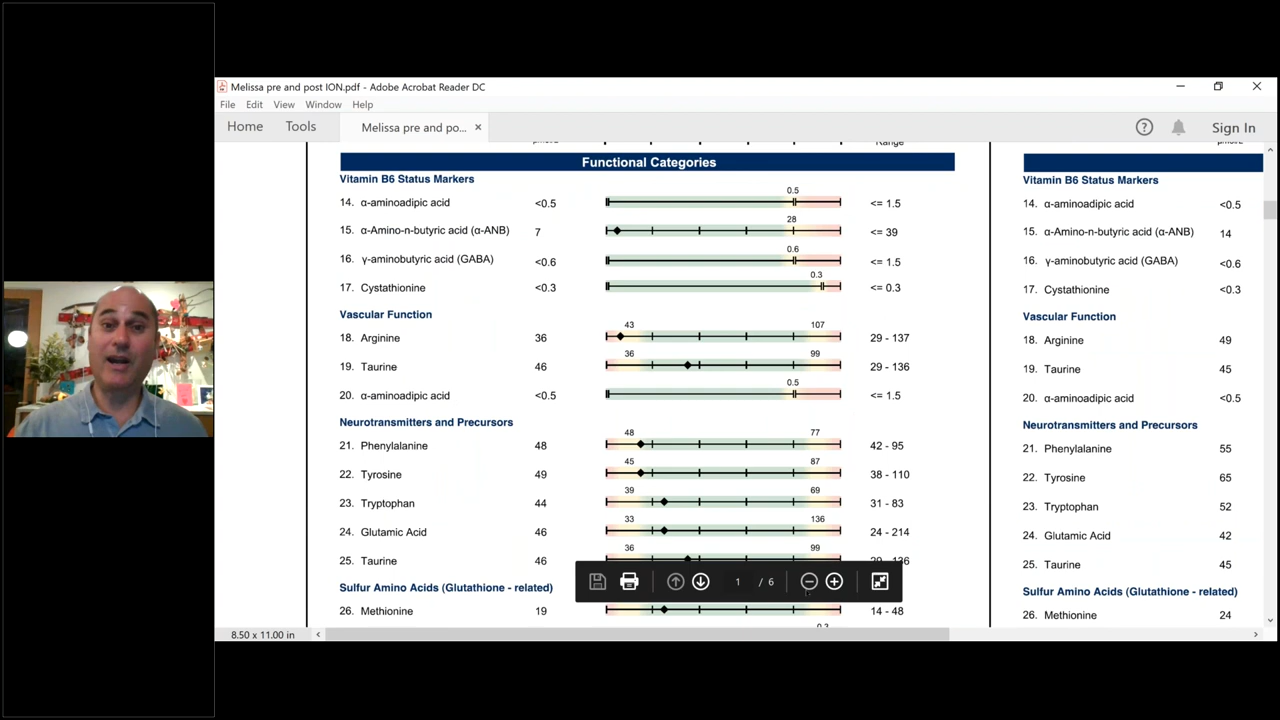 Melissa pre and post ION.pdf - Adobe Acrobat Reader DC
File Edit View Window Help
Home Tools Melissa pre and po... × Sign In
Range
Functional Categories
Vitamin B6 Status Markers Vitamin B6 Status Markers
0.5
14. α-aminoadipic acid <0.5 <= 1.5 14. α-aminoadipic acid <0.5
28
15. α-Amino-n-butyric acid (α-ANB) 7 <= 39 15. α-Amino-n-butyric acid (α-ANB) 14
0.6
16. γ-aminobutyric acid (GABA) <0.6 <= 1.5 16. γ-aminobutyric acid (GABA) <0.6
0.3
17. Cystathionine <0.3 <= 0.3 17. Cystathionine <0.3
Vascular Function Vascular Function
43 107
18. Arginine 36 29 - 137 18. Arginine 49
36 99
19. Taurine 46 29 - 136 19. Taurine 45
0.5
20. α-aminoadipic acid <0.5 <= 1.5 20. α-aminoadipic acid <0.5
Neurotransmitters and Precursors Neurotransmitters and Precursors
48 77
21. Phenylalanine 48 42 - 95 21. Phenylalanine 55
45 87
22. Tyrosine 49 38 - 110 22. Tyrosine 65
39 69
23. Tryptophan 44 31 - 83 23. Tryptophan 52
33 136
24. Glutamic Acid 46 24 - 214 24. Glutamic Acid 42
36 99
25. Taurine 46 29 - 136 25. Taurine 45
1 / 6
Sulfur Amino Acids (Glutathione - related) Sulfur Amino Acids (Glutathione - related)
26. Methionine 19 14 - 48 26. Methionine 24
8.50 x 11.00 in